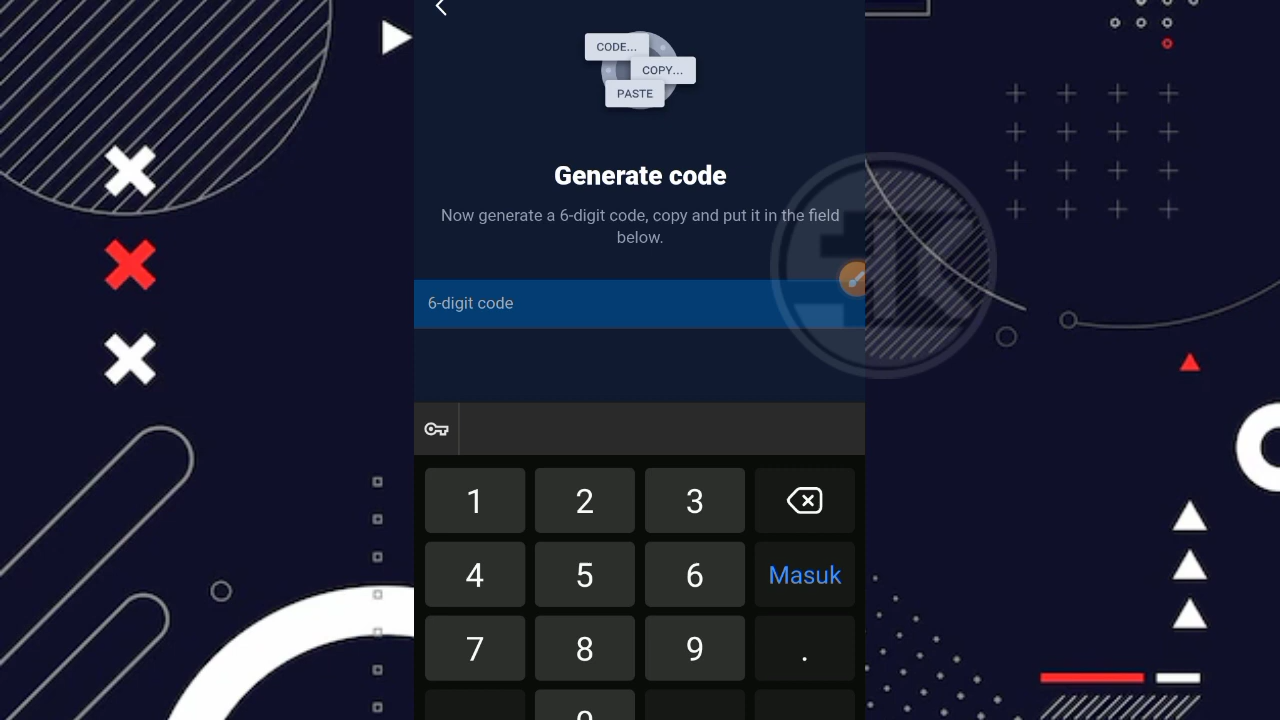 CODE...
COPY...
PASTE
Generate code
Now generate a 6-digit code, copy and put it in the field
below.
6-digit code
1 2 3
4 5 6 Masuk
7 8 9 .
0